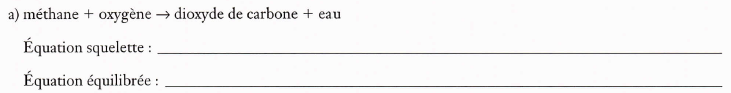 a) méthane + oxygène → dioxyde de carbone + eau
Équation squelette :
Équation équilibrée :